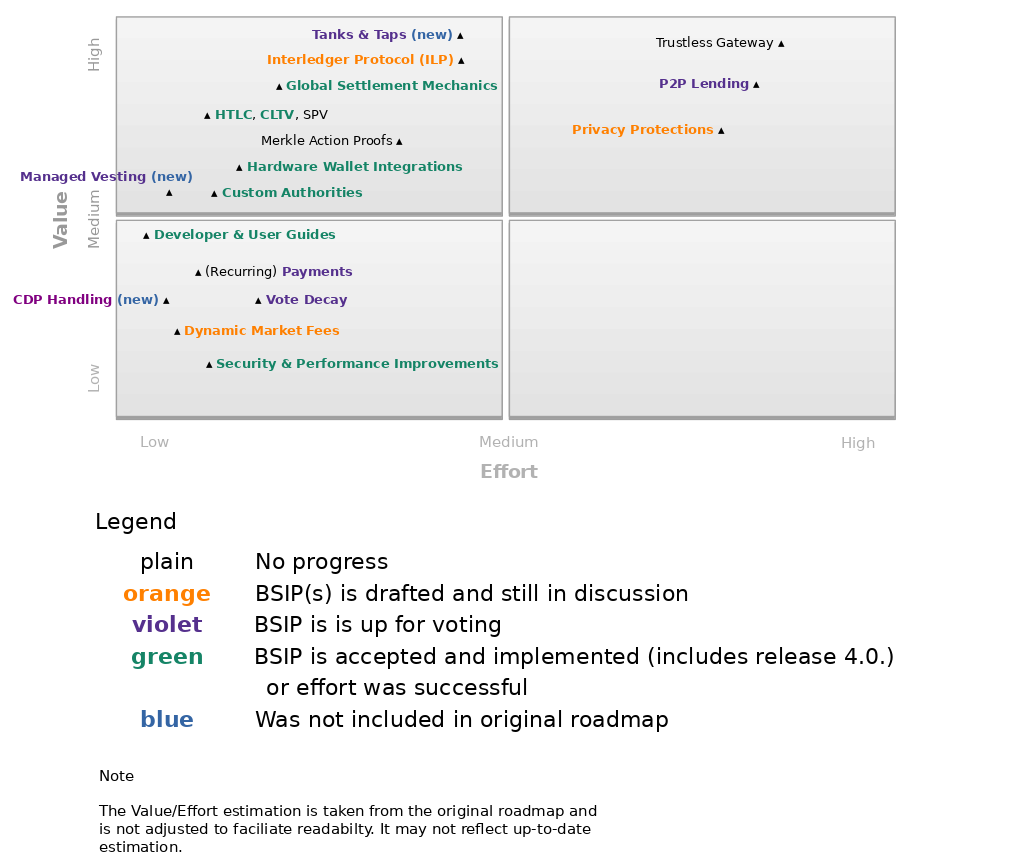 High
Tanks & Taps (new)
Interledger Protocol (ILP)
Global Settlement Mechanics
HTLC, CLTV, SPV
Merkle Action Proofs
Hardware Wallet Integrations
Managed Vesting (new)
Custom Authorities
Trustless Gateway
P2P Lending
Privacy Protections
Value
Medium
Developer & User Guides
(Recurring) Payments
CDP Handling (new)
Vote Decay
Dynamic Market Fees
Security & Performance Improvements
Low
Low
Medium
High
Effort
Legend
plain No progress
orange BSIP(s) is drafted and still in discussion
violet BSIP is is up for voting
green BSIP is accepted and implemented (includes release 4.0.)
or effort was successful
blue Was not included in original roadmap
Note
The Value/Effort estimation is taken from the original roadmap and
is not adjusted to faciliate readabilty. It may not reflect up-to-date
estimation.